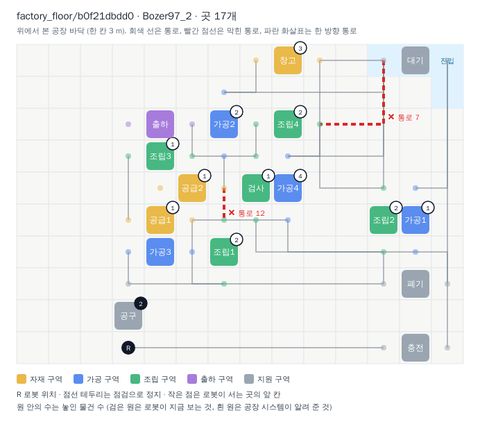 factory_floor/b0f21dbdd0 · Bozer97_2 · 곳 17개
위에서 본 공장 바닥 (한 칸 3 m). 회색 선은 통로, 빨간 점선은 막힌 통로, 파란 화살표는 한 방향 통로
창고 3 대기 전입
✕ 통로 7
출하 가공2 2 조립4 2
조립3 1
공급2 1 검사 1 가공4 4
✕ 통로 12
공급1 1 조립2 2 가공1 1
가공3 조립1 2
폐기
공구 2
R 충전
자재 구역 가공 구역 조립 구역 출하 구역 지원 구역
R 로봇 위치 · 점선 테두리는 점검으로 정지 · 작은 점은 로봇이 서는 곳의 앞 칸
원 안의 수는 놓인 물건 수 (검은 원은 로봇이 지금 보는 것, 흰 원은 공장 시스템이 알려 준 것)